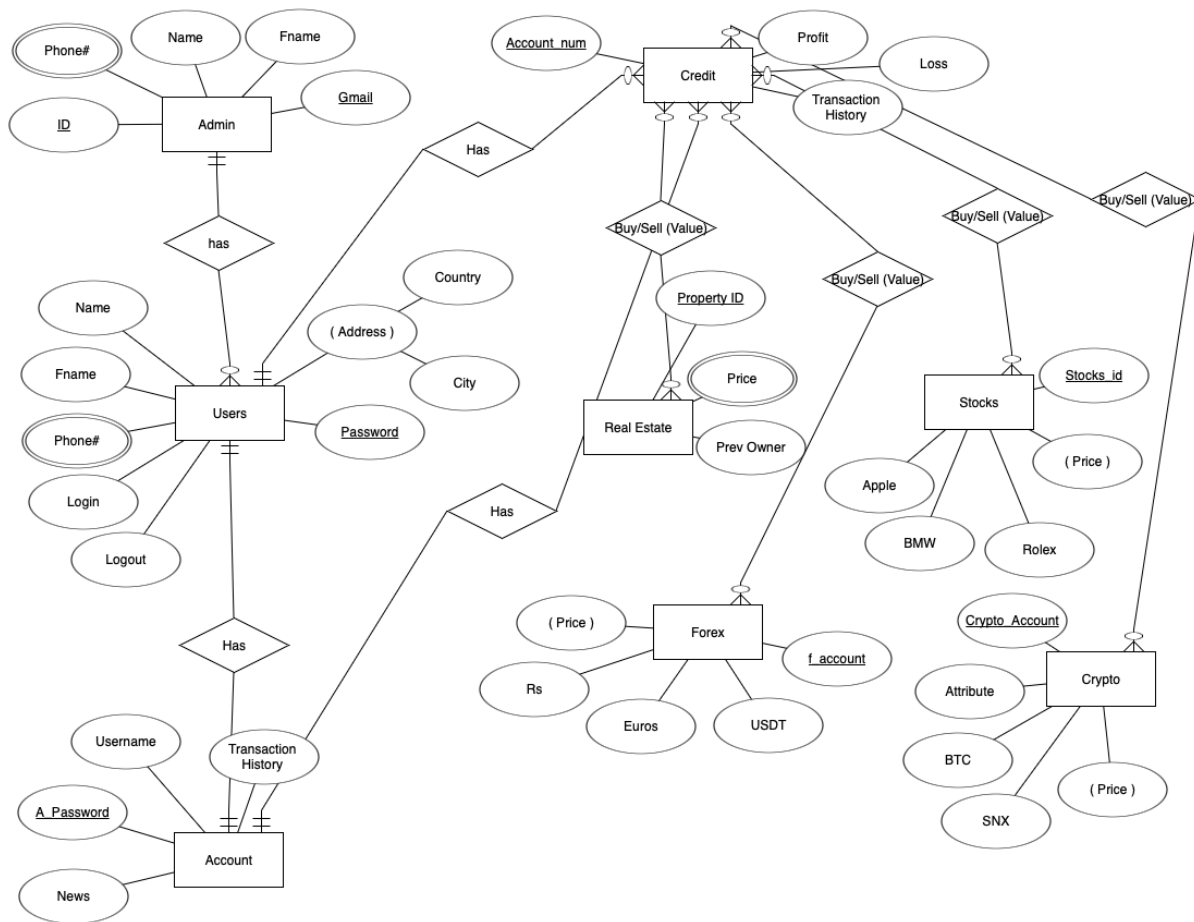 Phone#
Name
Fname
Gmail
ID
Admin
has
Account_num
Profit
Loss
Credit
Transaction
History
Has
Buy/Sell (Value)
Buy/Sell (Value)
Buy/Sell (Value)
Buy/Sell (Value)
Name
Fname
Phone#
Login
Logout
Users
( Address )
Country
City
Password
Property ID
Price
Real Estate
Prev Owner
Stocks_id
Stocks
( Price )
Apple
BMW
Rolex
Has
Has
( Price )
Rs
Euros
USDT
f_account
Forex
Crypto_Account
Attribute
BTC
SNX
( Price )
Crypto
Username
Transaction
History
A_Password
News
Account